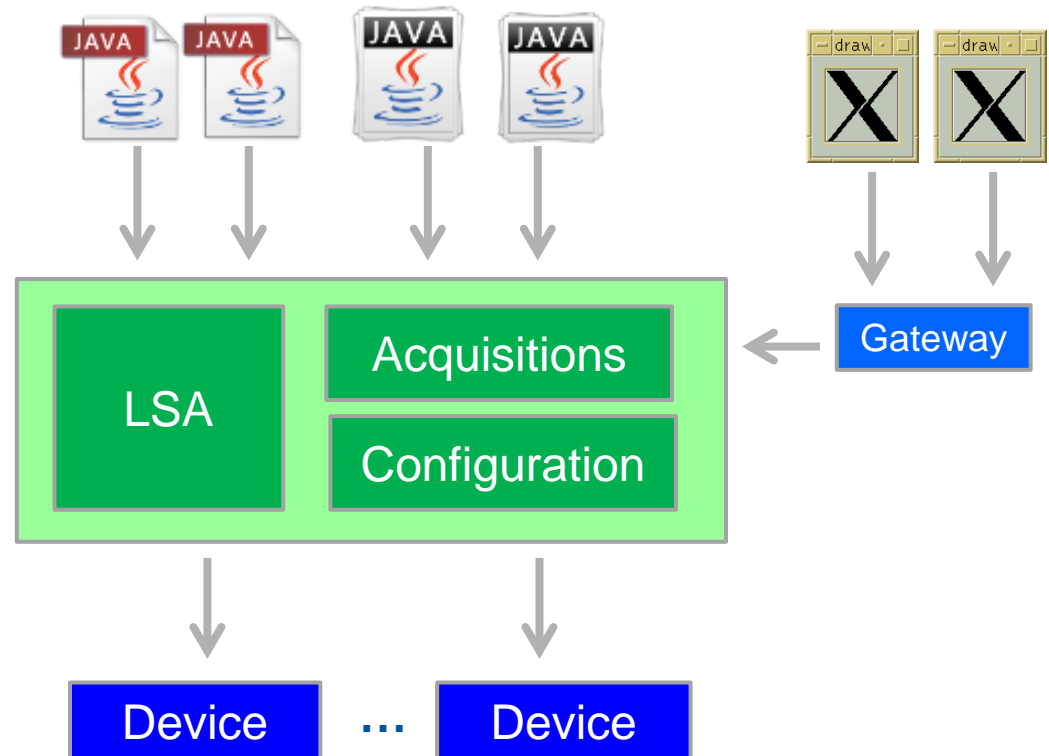 JAVA JAVA JAVA JAVA
draw draw
X X
LSA
Acquisitions
Configuration
Gateway
Device ... Device